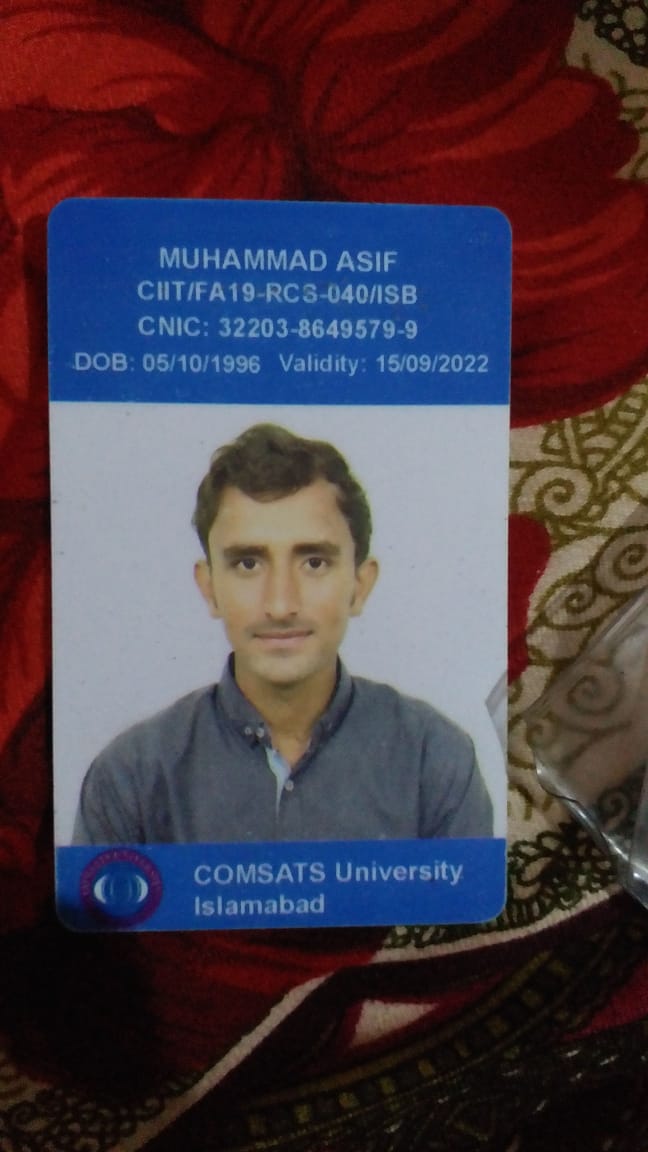 MUHAMMAD ASIF
CIIT/FA19-RCS-040/ISB
CNIC: 32203-8649579-9
DOB: 05/10/1996 Validity: 15/09/2022
COMSATS University
Islamabad